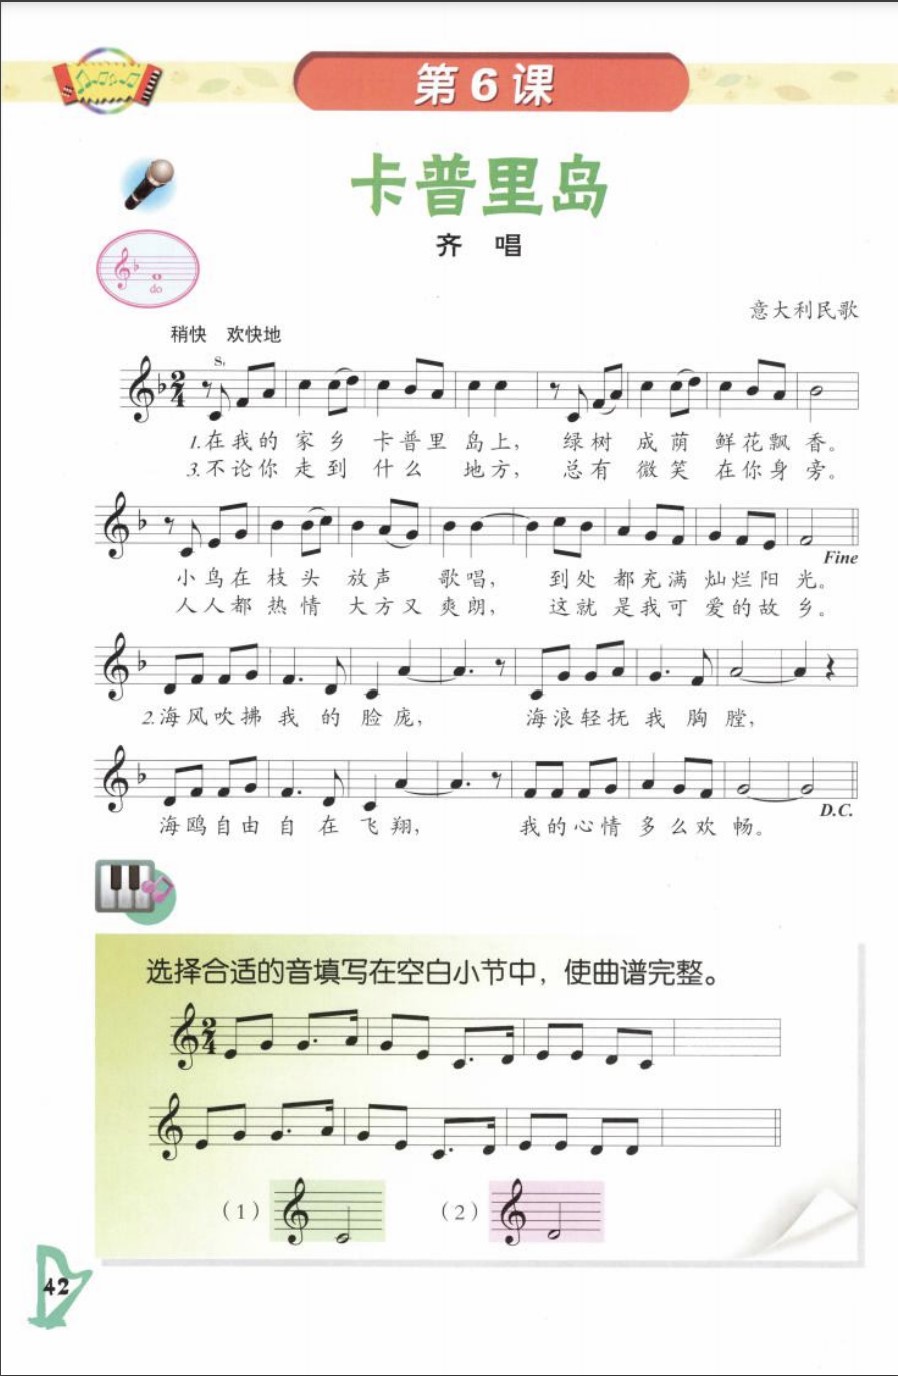 第6课
卡普里岛
齐 唱
do
意大利民歌
稍快 欢快地
1.在我的 家乡 卡普里 岛上， 绿树 成荫 鲜花飘 香。
3.不论你 走到 什么 地方， 总有 微笑 在你身 旁。
小鸟在 枝头 放声 歌唱， 到处 都充满 灿烂阳 光。
Fine
人人都 热情 大方又 爽朗， 这就 是我可 爱的故 乡。
2.海风吹拂 我的 脸庞， 海浪轻抚 我 胸膛，
海鸥自由 自在 飞翔， 我的心情 多么欢 畅。
D.C.
选择合适的音填写在空白小节中，使曲谱完整。
（1） （2）
42